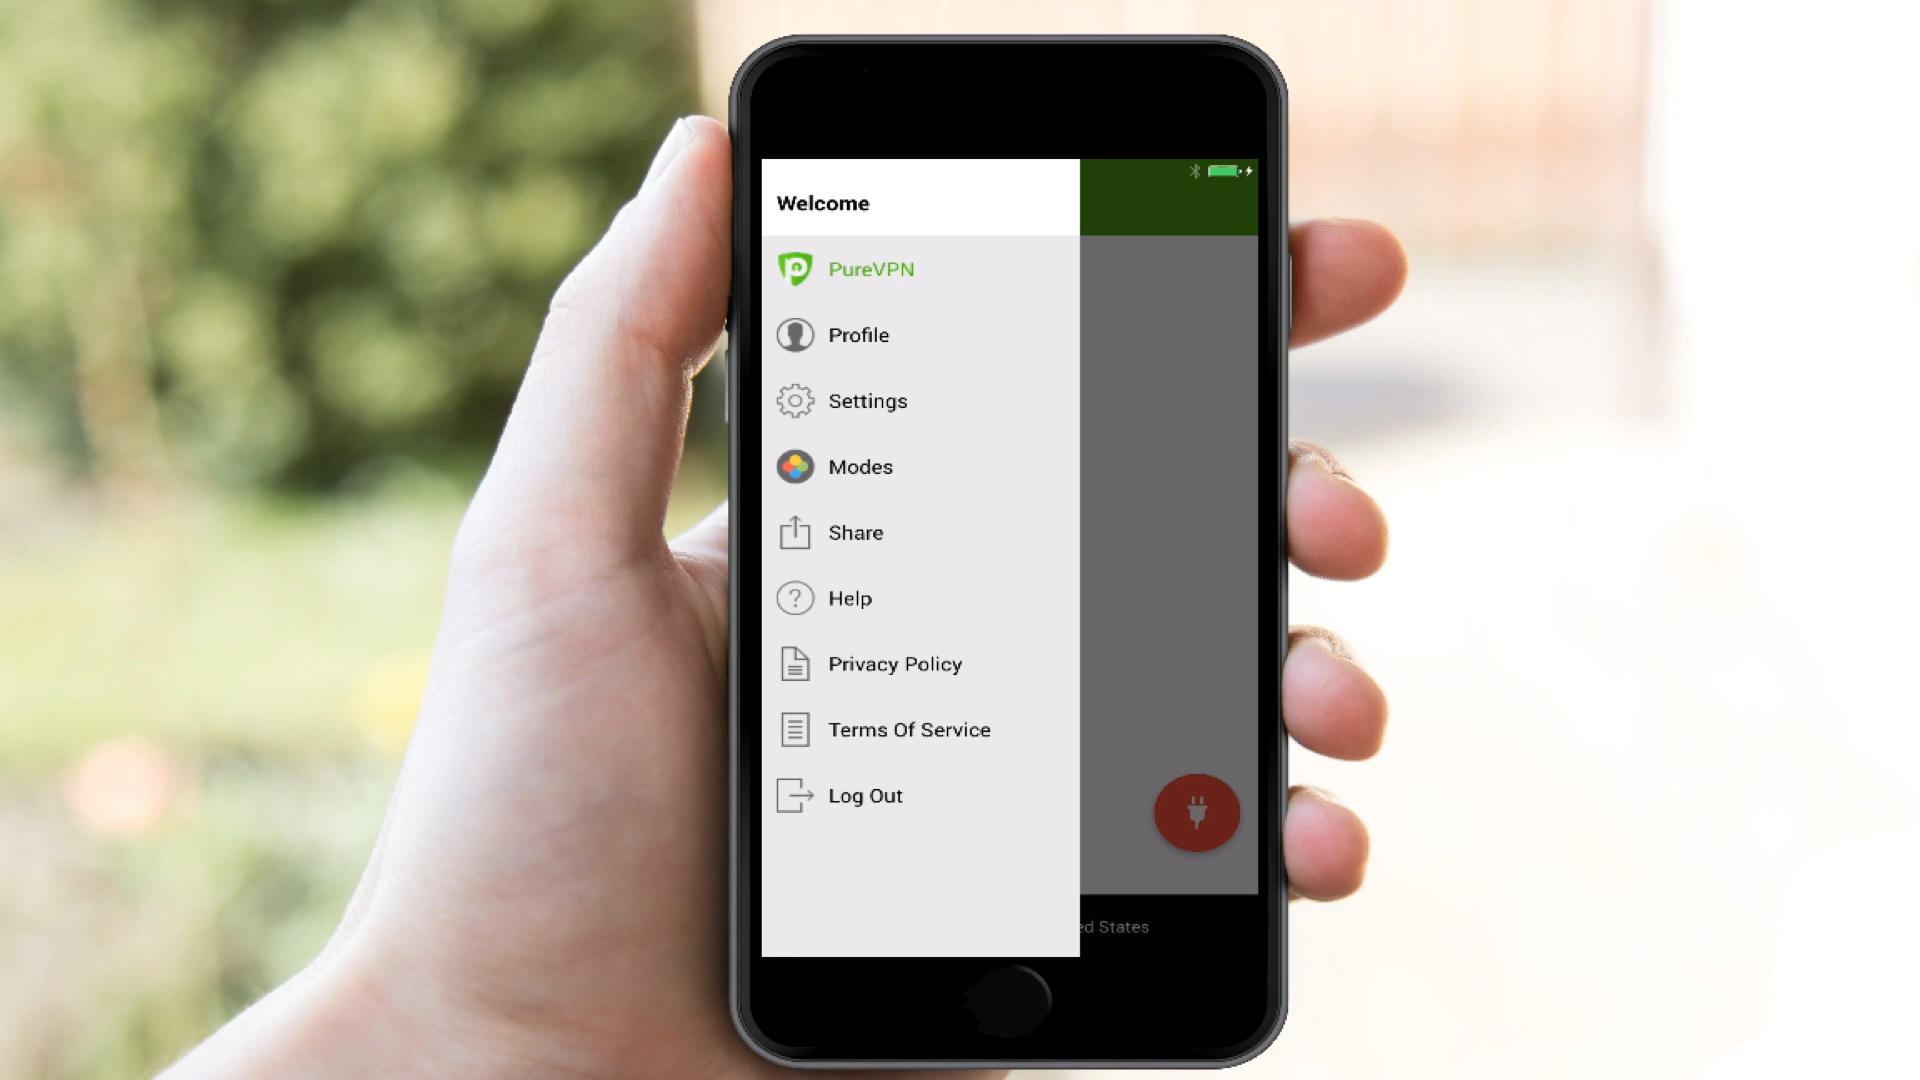 Welcome
PureVPN
Profile
Settings
Modes
Share
? Help
Privacy Policy
Terms Of Service
Log Out
States